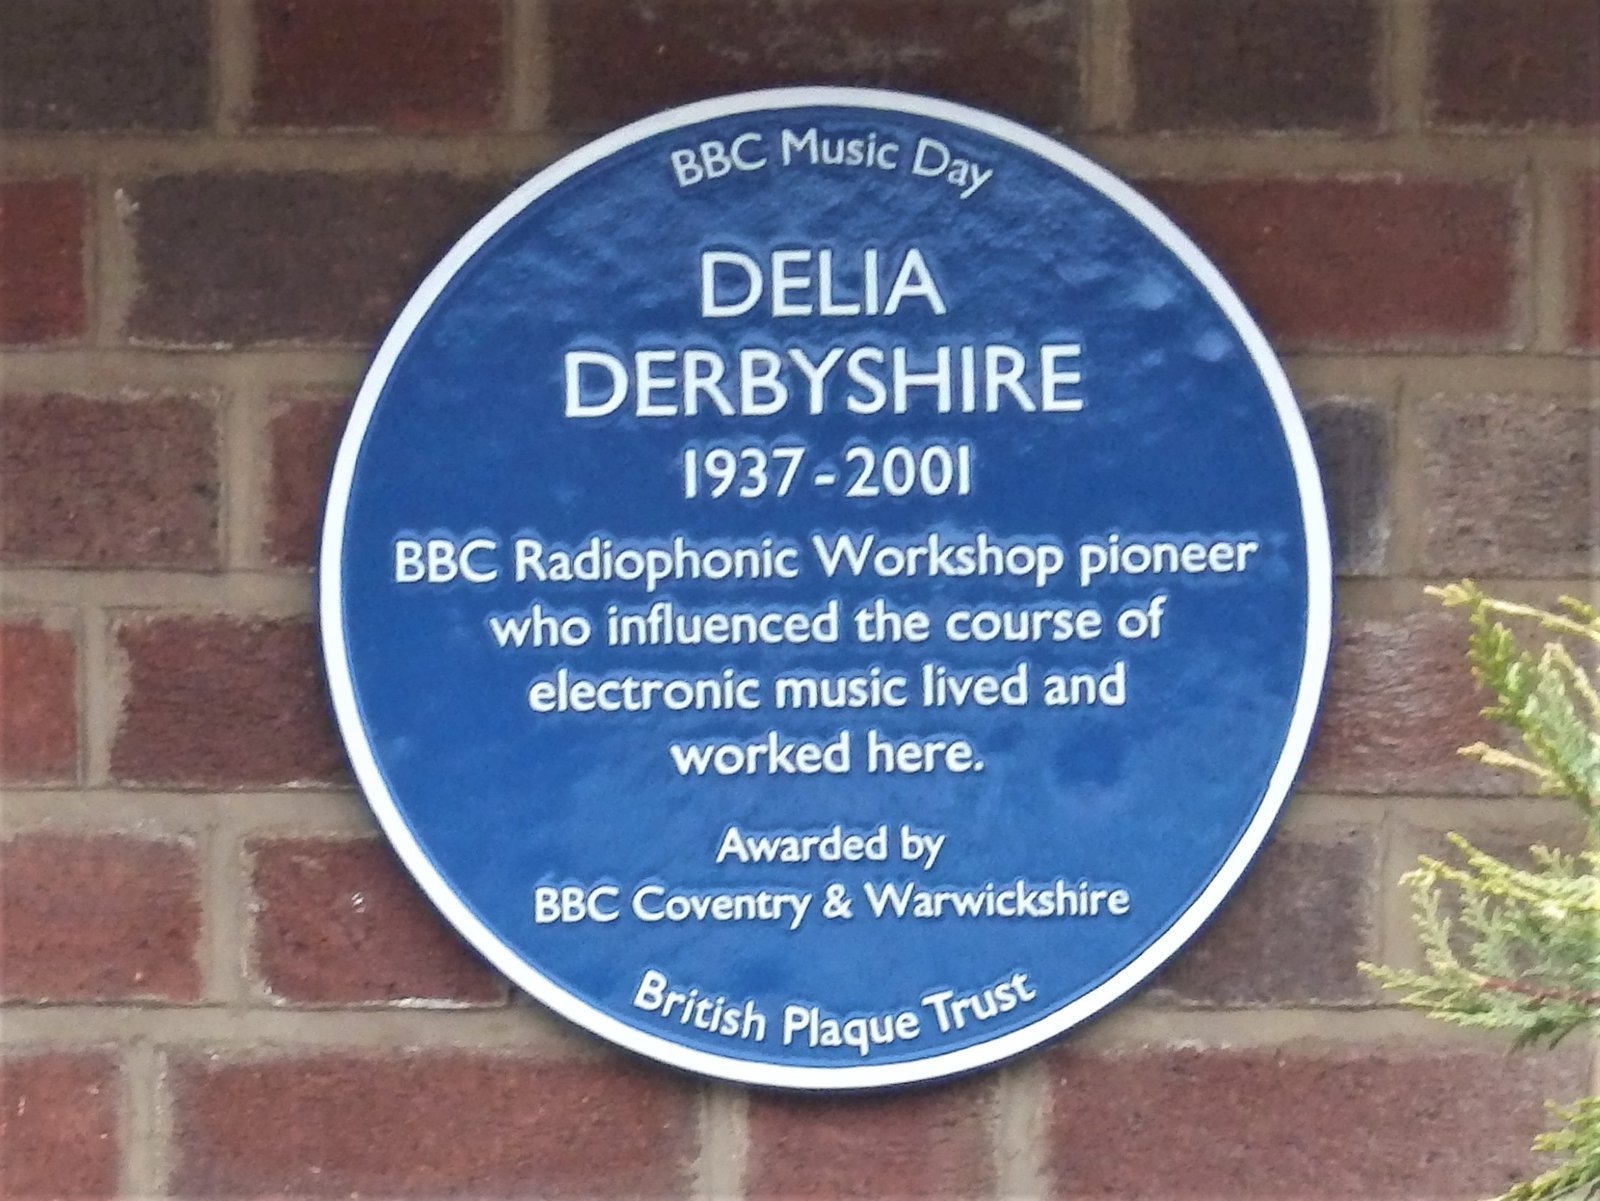 BBC Music Day
DELIA
DERBYSHIRE
1937-2001
BBC Radiophonic Workshop pioneer
who influenced the course of
electronic music lived and
worked here.
Awarded by
BBC Coventry & Warwickshire
British Plaque Trust